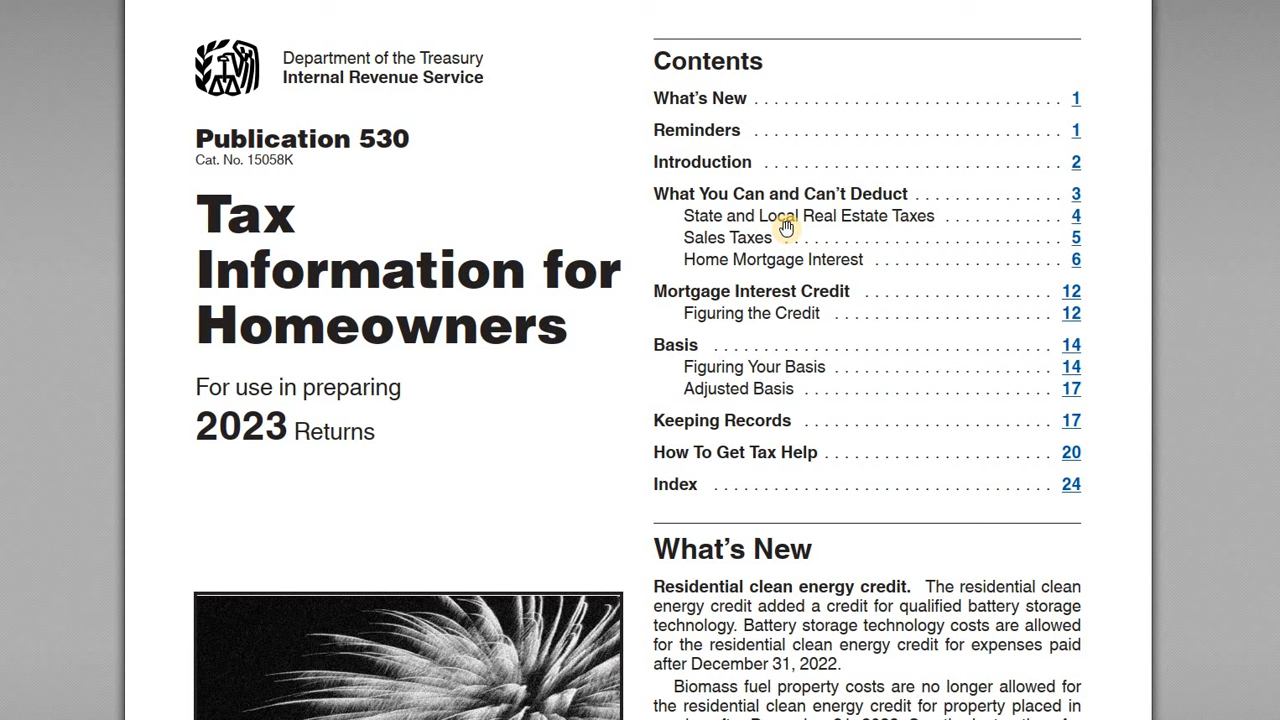 Department of the Treasury
Internal Revenue Service
Publication 530
Cat. No. 15058K
Tax
Information for
Homeowners
For use in preparing
2023 Returns
Contents
What's New . . . . . . . . . . . . . . . . . . . . . . . . . . . . . . 1
Reminders . . . . . . . . . . . . . . . . . . . . . . . . . . . . . . 1
Introduction . . . . . . . . . . . . . . . . . . . . . . . . . . . . . 2
What You Can and Can't Deduct . . . . . . . . . . . . . . . 3
State and Local Real Estate Taxes . . . . . . . . . . . . 4
Sales Taxes . . . . . . . . . . . . . . . . . . . . . . . . . . . 5
Home Mortgage Interest . . . . . . . . . . . . . . . . . . . 6
Mortgage Interest Credit . . . . . . . . . . . . . . . . . . . 12
Figuring the Credit . . . . . . . . . . . . . . . . . . . . . . 12
Basis . . . . . . . . . . . . . . . . . . . . . . . . . . . . . . . . . 14
Figuring Your Basis . . . . . . . . . . . . . . . . . . . . . . 14
Adjusted Basis . . . . . . . . . . . . . . . . . . . . . . . . . 17
Keeping Records . . . . . . . . . . . . . . . . . . . . . . . . . 17
How To Get Tax Help . . . . . . . . . . . . . . . . . . . . . . 20
Index . . . . . . . . . . . . . . . . . . . . . . . . . . . . . . . . . 24
What's New
Residential clean energy credit. The residential clean
energy credit added a credit for qualified battery storage
technology. Battery storage technology costs are allowed
for the residential clean energy credit for expenses paid
after December 31, 2022.
Biomass fuel property costs are no longer allowed for
the residential clean energy credit for property placed in